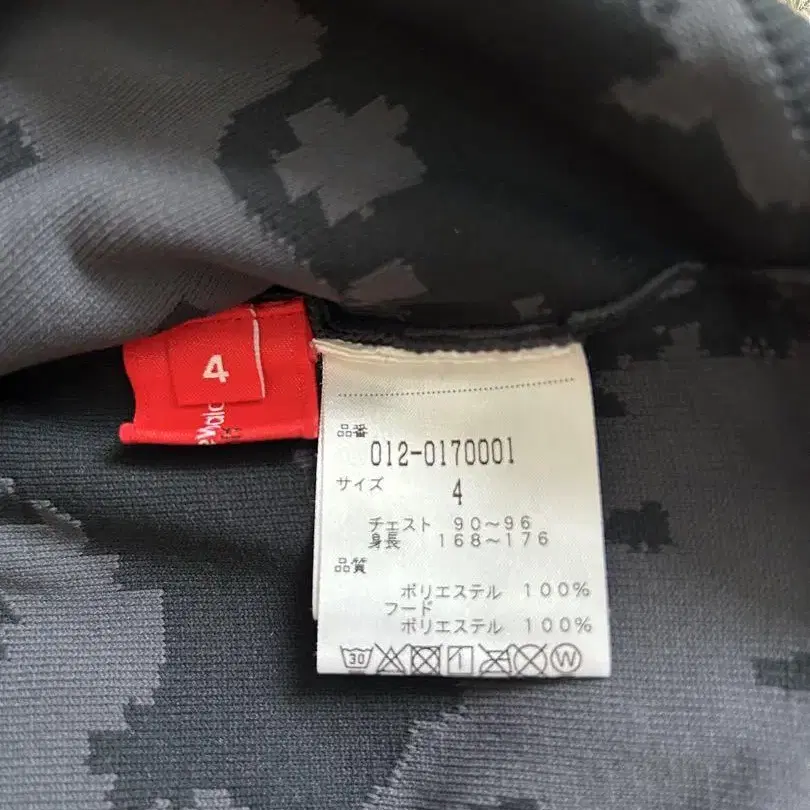 4
品番
012-0170001
サイズ 4
チェスト 90～96
身長 168～176
品質
ポリエステル 100%
フード
ポリエステル 100%
30
W